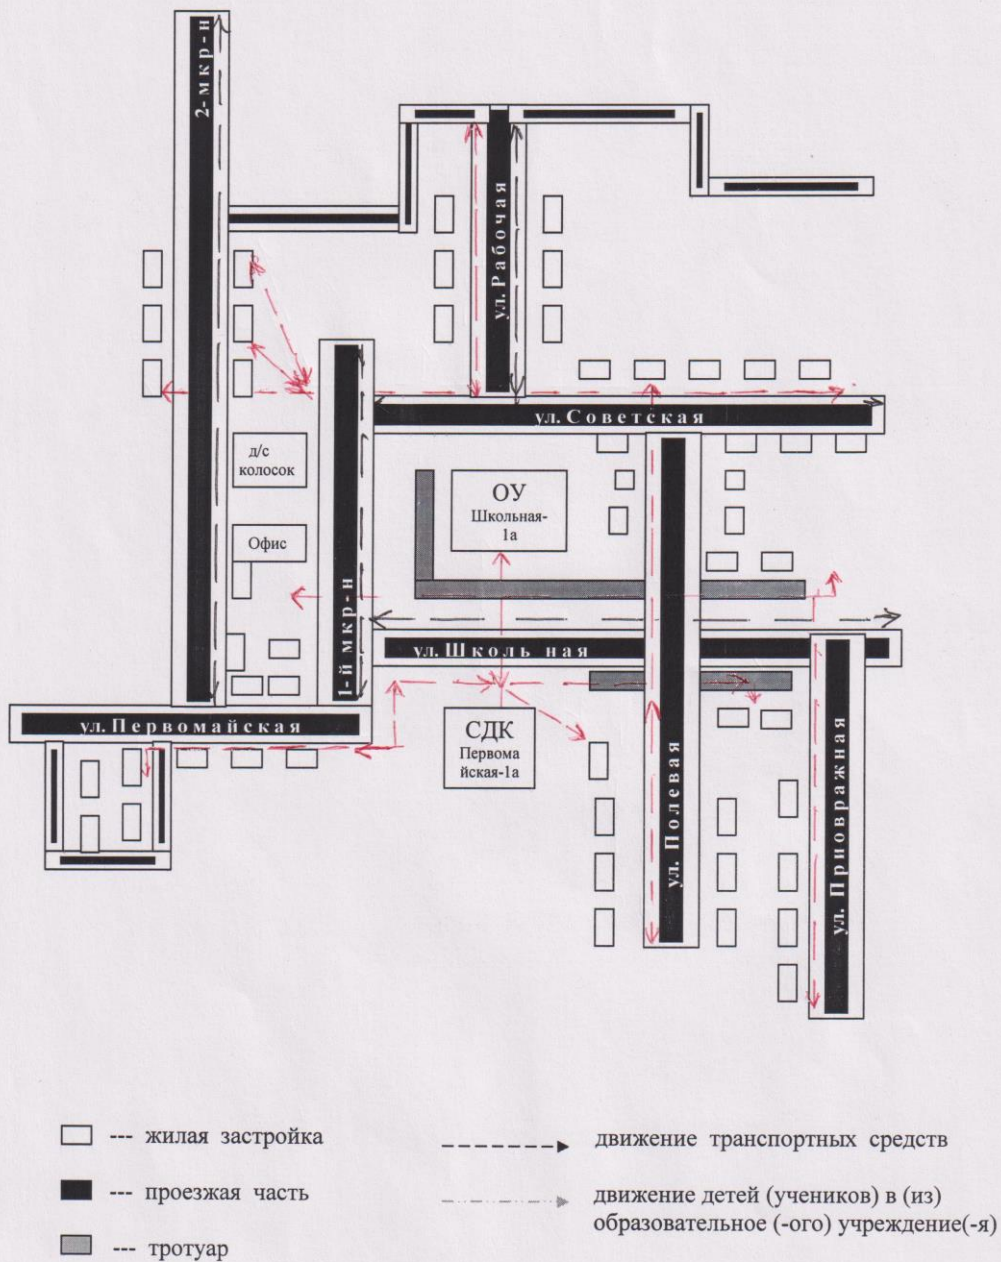 2- мкр-н
ул. Рабочая
ул. Советская
д/с
колосок
ОУ
Школьная-
1а
Офис
1-й мкр-н
ул. Школь ная
ул. Первомайская
СДК
Первома
йская-1а
ул. Полевая
ул. Приовражная
--- жилая застройка
движение транспортных средств
--- проезжая часть
движение детей (учеников) в (из)
образовательное (-ого) учреждение(-я)
--- тротуар